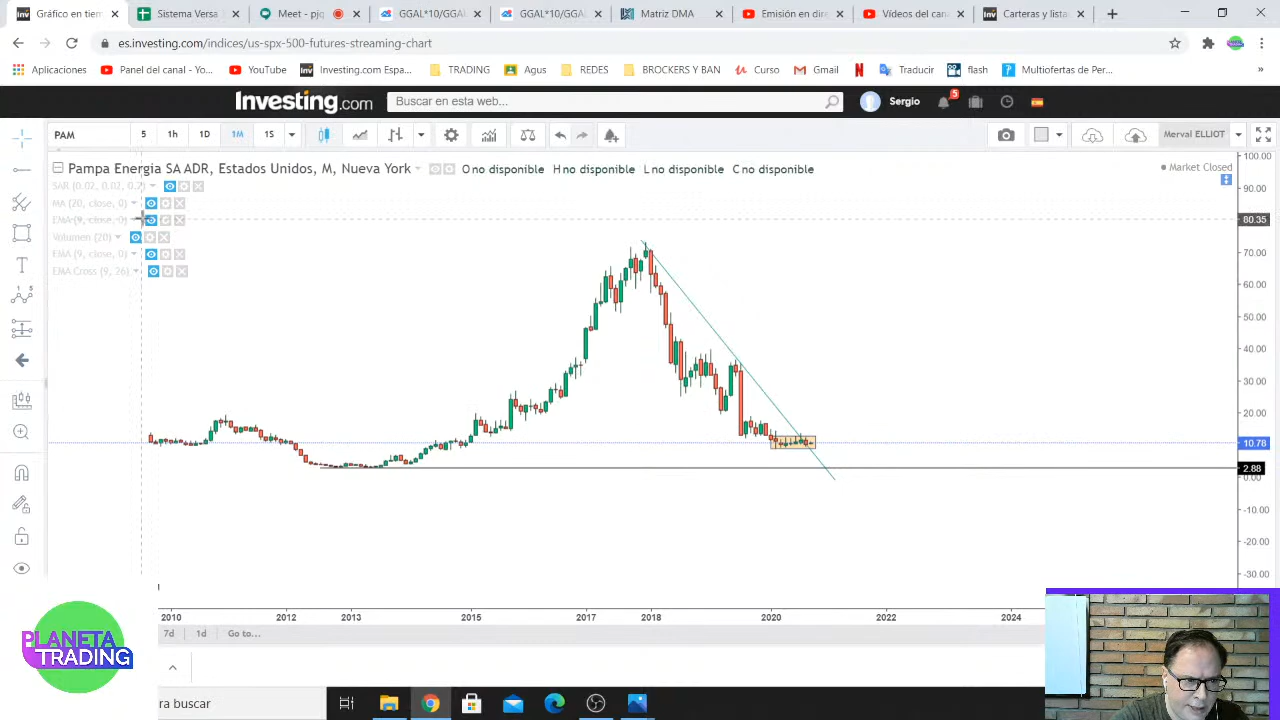 Gráfico en tiem
Sistema Versa
Meet - pjq
GGAL*10/GGAL
GGAL*10/GGAL
Matriz DMA
Emisión en dire
Vídeos del cana
Carteras y lista
es.investing.com/indices/us-spx-500-futures-streaming-chart
Aplicaciones
Panel del canal - Yo...
YouTube
Investing.com Espa...
TRADING
Agus
REDES
BROCKERS Y BAN
Curso
Gmail
Traducir
flash
Multiofertas de Per...
»
Investing.com
Buscar en esta web...
Sergio
5
PAM
5
1h
1D
1M
1S
Merval ELLIOT
Pampa Energia SA ADR, Estados Unidos, M, Nueva York
O no disponible H no disponible L no disponible C no disponible
Market Closed
SAR (0.02, 0.02, 0.2)
MA (20, close, 0)
EMA (9, close, 0)
Volumen (20)
EMA (9, close, 0)
EMA Cross (9, 26)
100.00
90.00
80.35
70.00
60.00
50.00
40.00
30.00
20.00
10.78
2.88
0.00
-10.00
-20.00
-30.00
2010
2012
2013
2015
2017
2018
2020
2022
2024
7d
1d
Go to...
PLANETA
TRADING
ra buscar